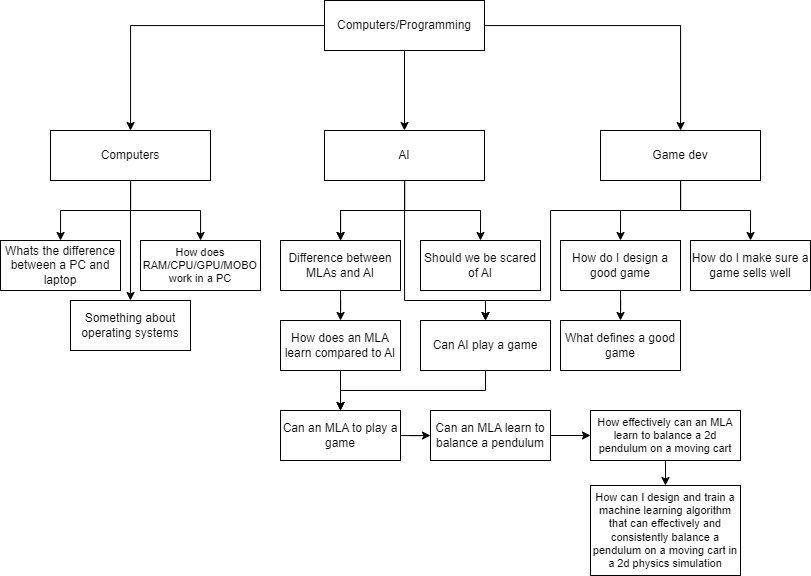 Computers/Programming
Computers
AI
Game dev
Whats the difference
between a PC and
laptop
How does
RAM/CPU/GPU/MOBO
work in a PC
Something about
operating systems
Difference between
MLAs and AI
Should we be scared
of AI
How do I design a
good game
How do I make sure a
game sells well
How does an MLA
learn compared to AI
Can AI play a game
What defines a good
game
Can an MLA to play a
game
Can an MLA learn to
balance a pendulum
How effectively can an MLA
learn to balance a 2d
pendulum on a moving cart
How can I design and train a
machine learning algorithm
that can effectively and
consistently balance a
pendulum on a moving cart in
a 2d physics simulation